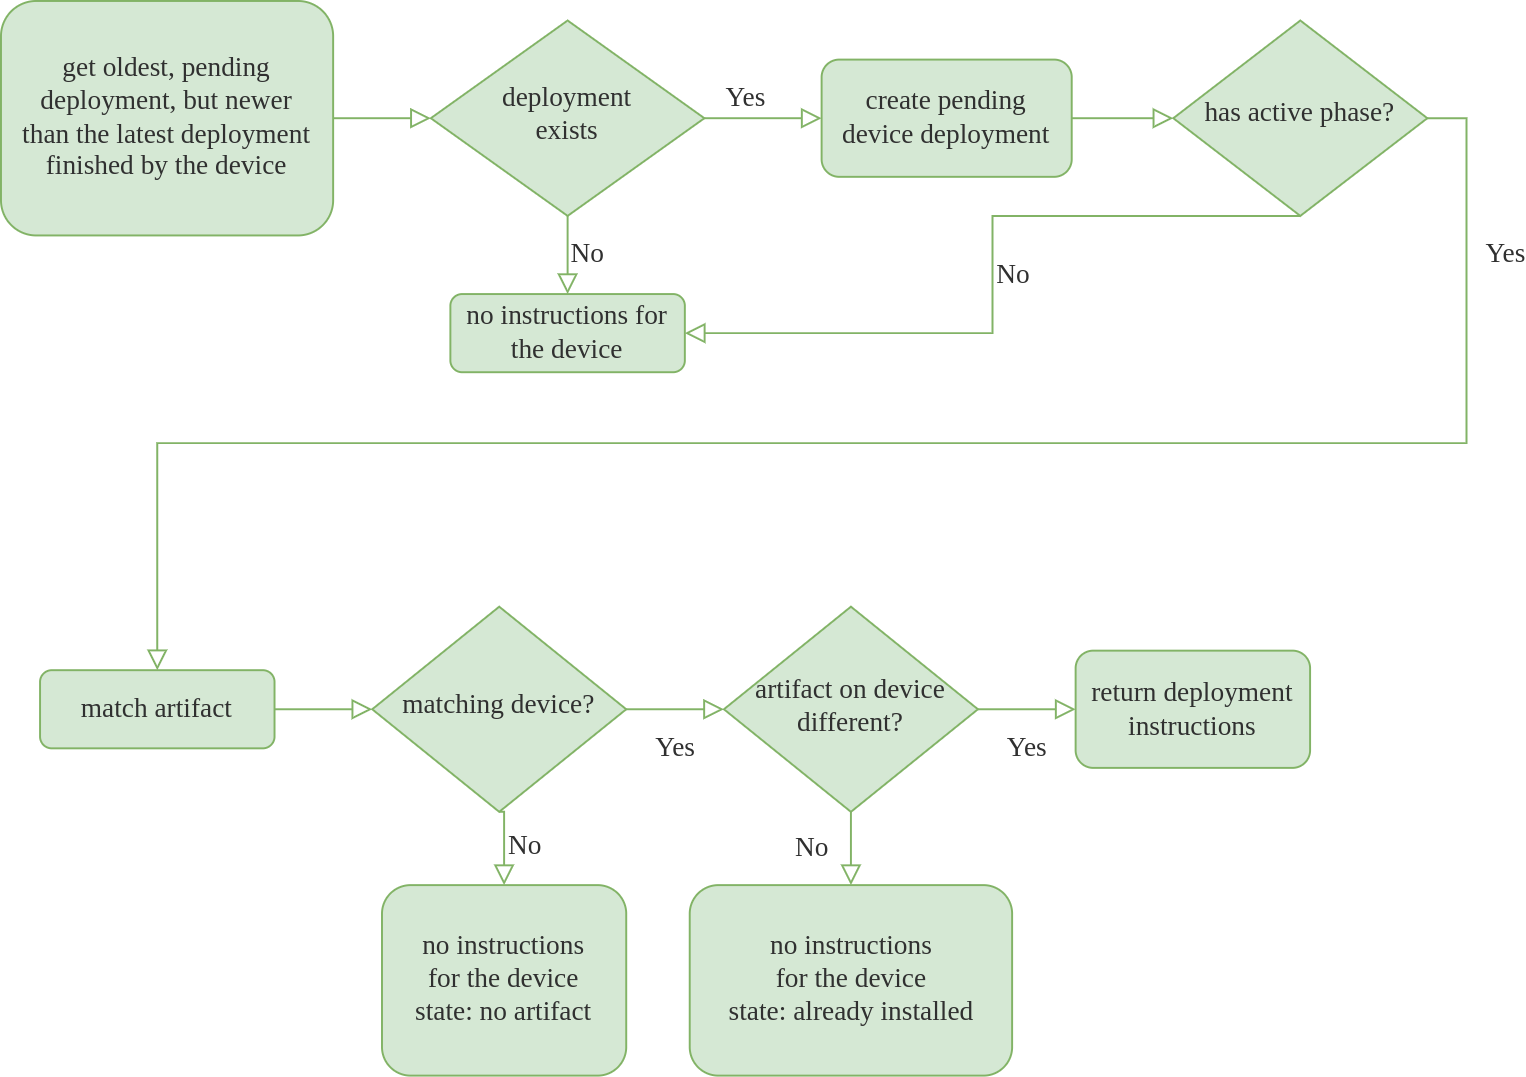 get oldest, pending
deployment, but newer
than the latest deployment
finished by the device
deployment
exists
Yes
create pending
device deployment
has active phase?
No
no instructions for
the device
No
Yes
match artifact
matching device?
Yes
artifact on device
different?
Yes
return deployment
instructions
No
no instructions
for the device
state: no artifact
No
no instructions
for the device
state: already installed